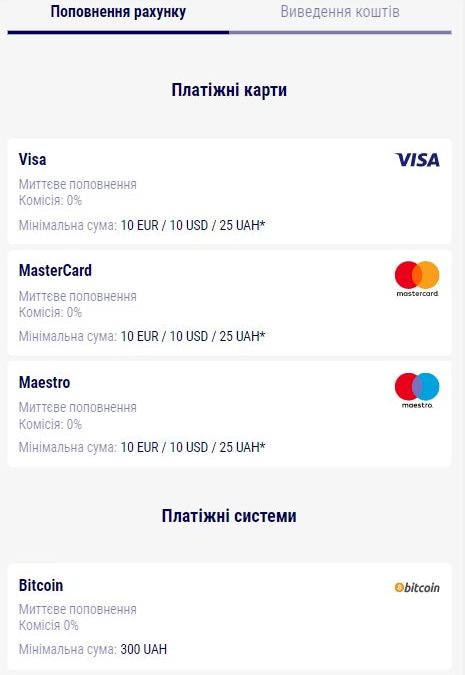 Поповнення рахунку
Виведення коштів
Платіжні карти
Visa
VISA
Миттєве поповнення
Комісія: 0%
Мінімальна сума: 10 EUR / 10 USD / 25 UAH*
MasterCard
mastercard
Миттєве поповнення
Комісія: 0%
Мінімальна сума: 10 EUR / 10 USD / 25 UAH*
Maestro
maestro.
Миттєве поповнення
Комісія: 0%
Мінімальна сума: 10 EUR / 10 USD / 25 UAH*
Платіжні системи
Bitcoin
bitcoin
Миттєве поповнення
Комісія 0%
Мінімальна сума: 300 UAH